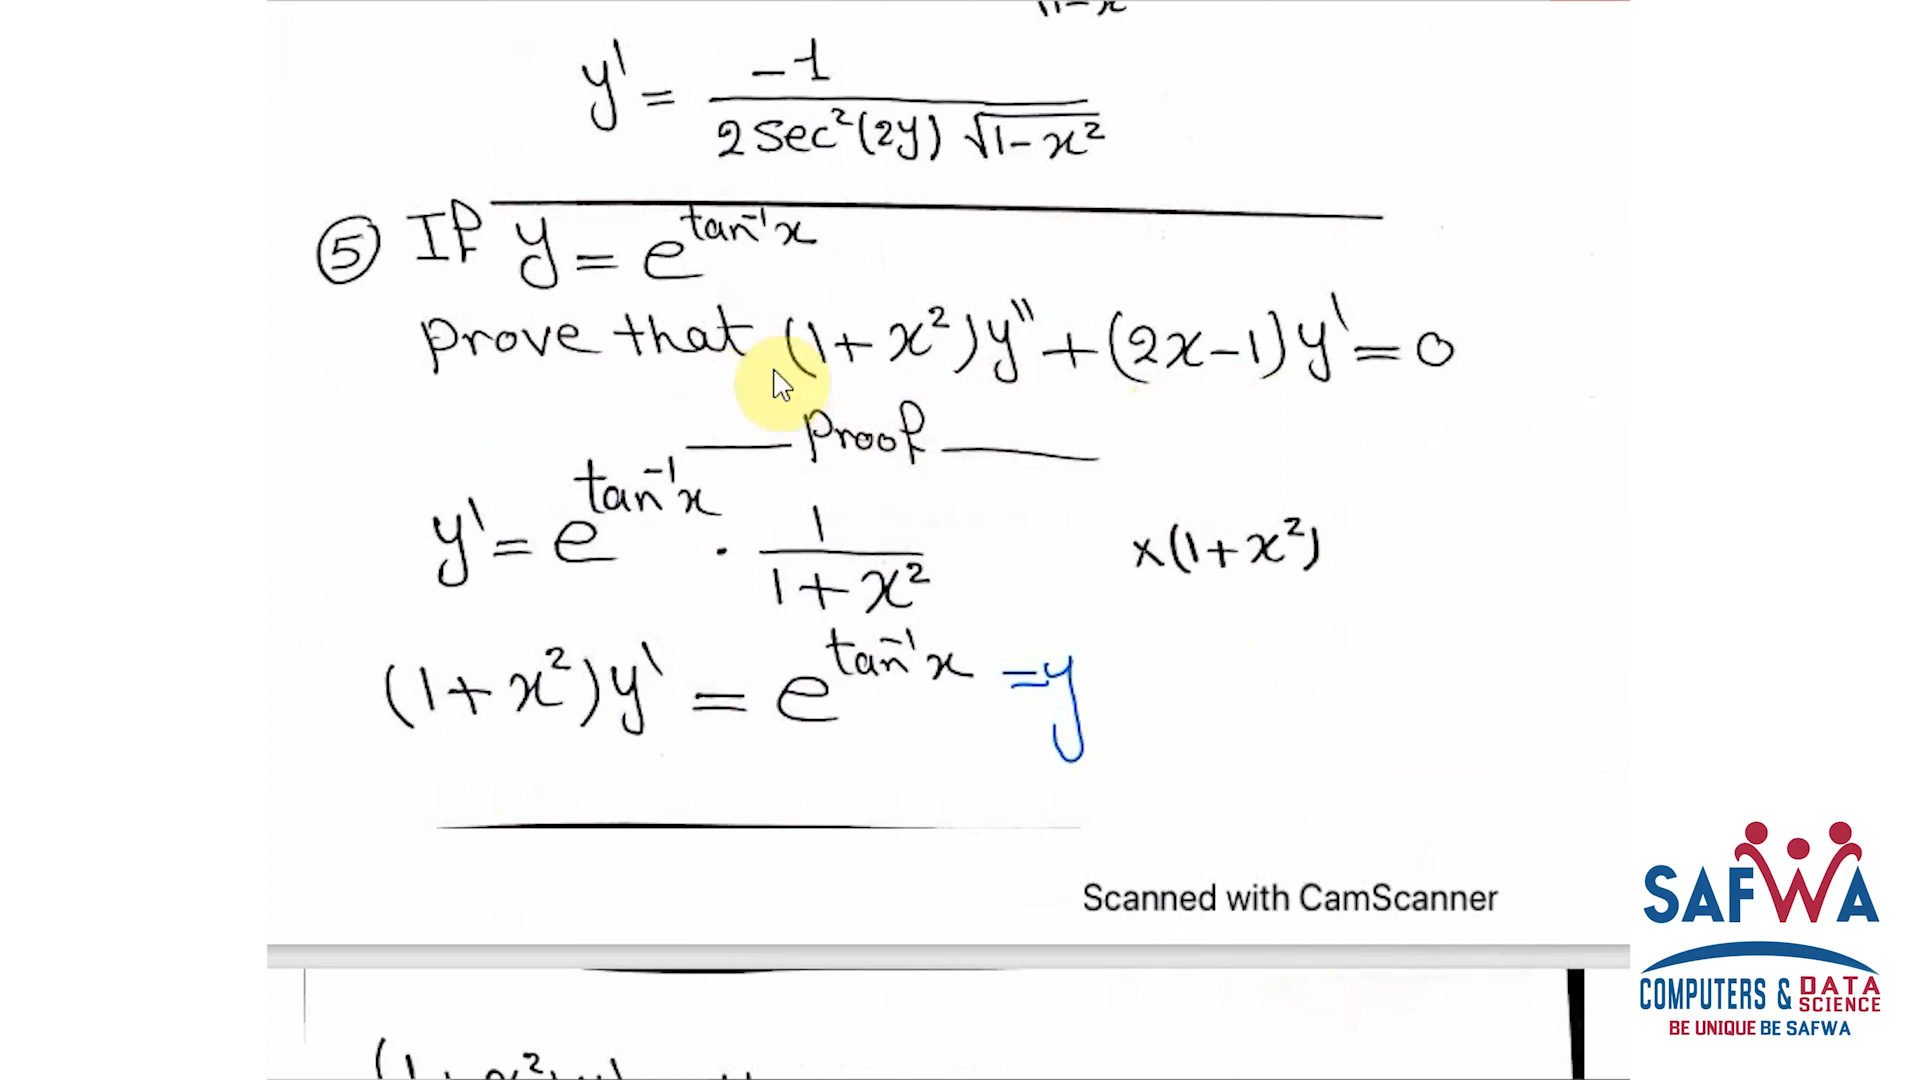 y' = -1 / 2 sec²(2y) √1-x²
⑤ If y = e^tan⁻¹x
prove that (1+x²)y'' + (2x-1)y' = 0
proof
y' = e^tan⁻¹x · 1 / 1+x² ×(1+x²)
(1+x²)y' = e^tan⁻¹x = y
Scanned with CamScanner
SAFWA
COMPUTERS & DATA SCIENCE
BE UNIQUE BE SAFWA